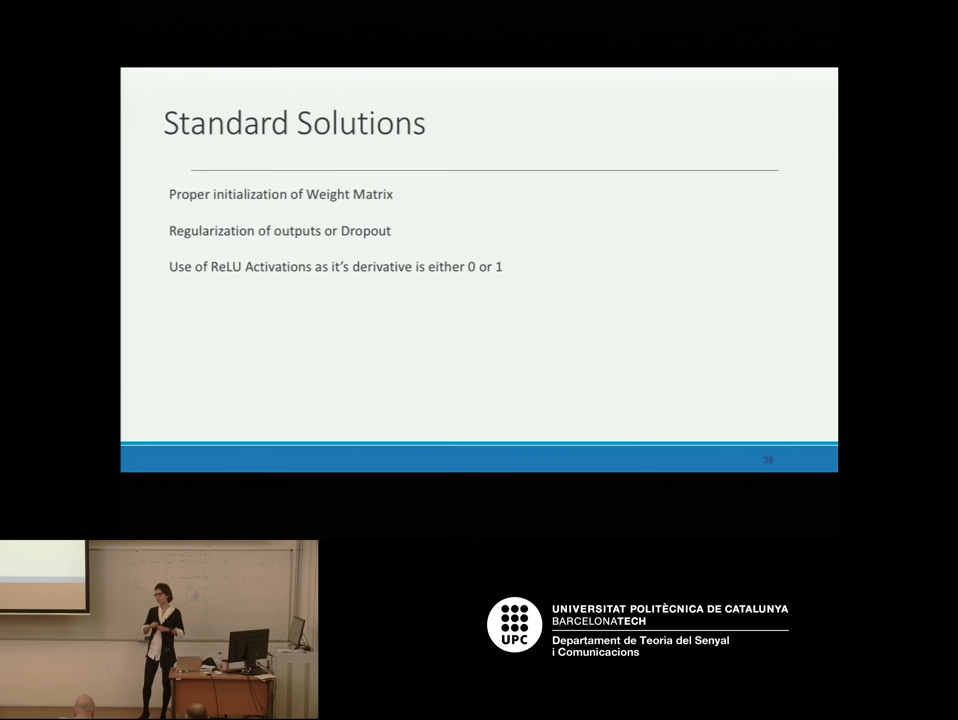 Standard Solutions
Proper initialization of Weight Matrix
Regularization of outputs or Dropout
Use of ReLU Activations as it's derivative is either 0 or 1
38
UPC
UNIVERSITAT POLITÈCNICA DE CATALUNYA
BARCELONATECH
Departament de Teoria del Senyal
i Comunicacions